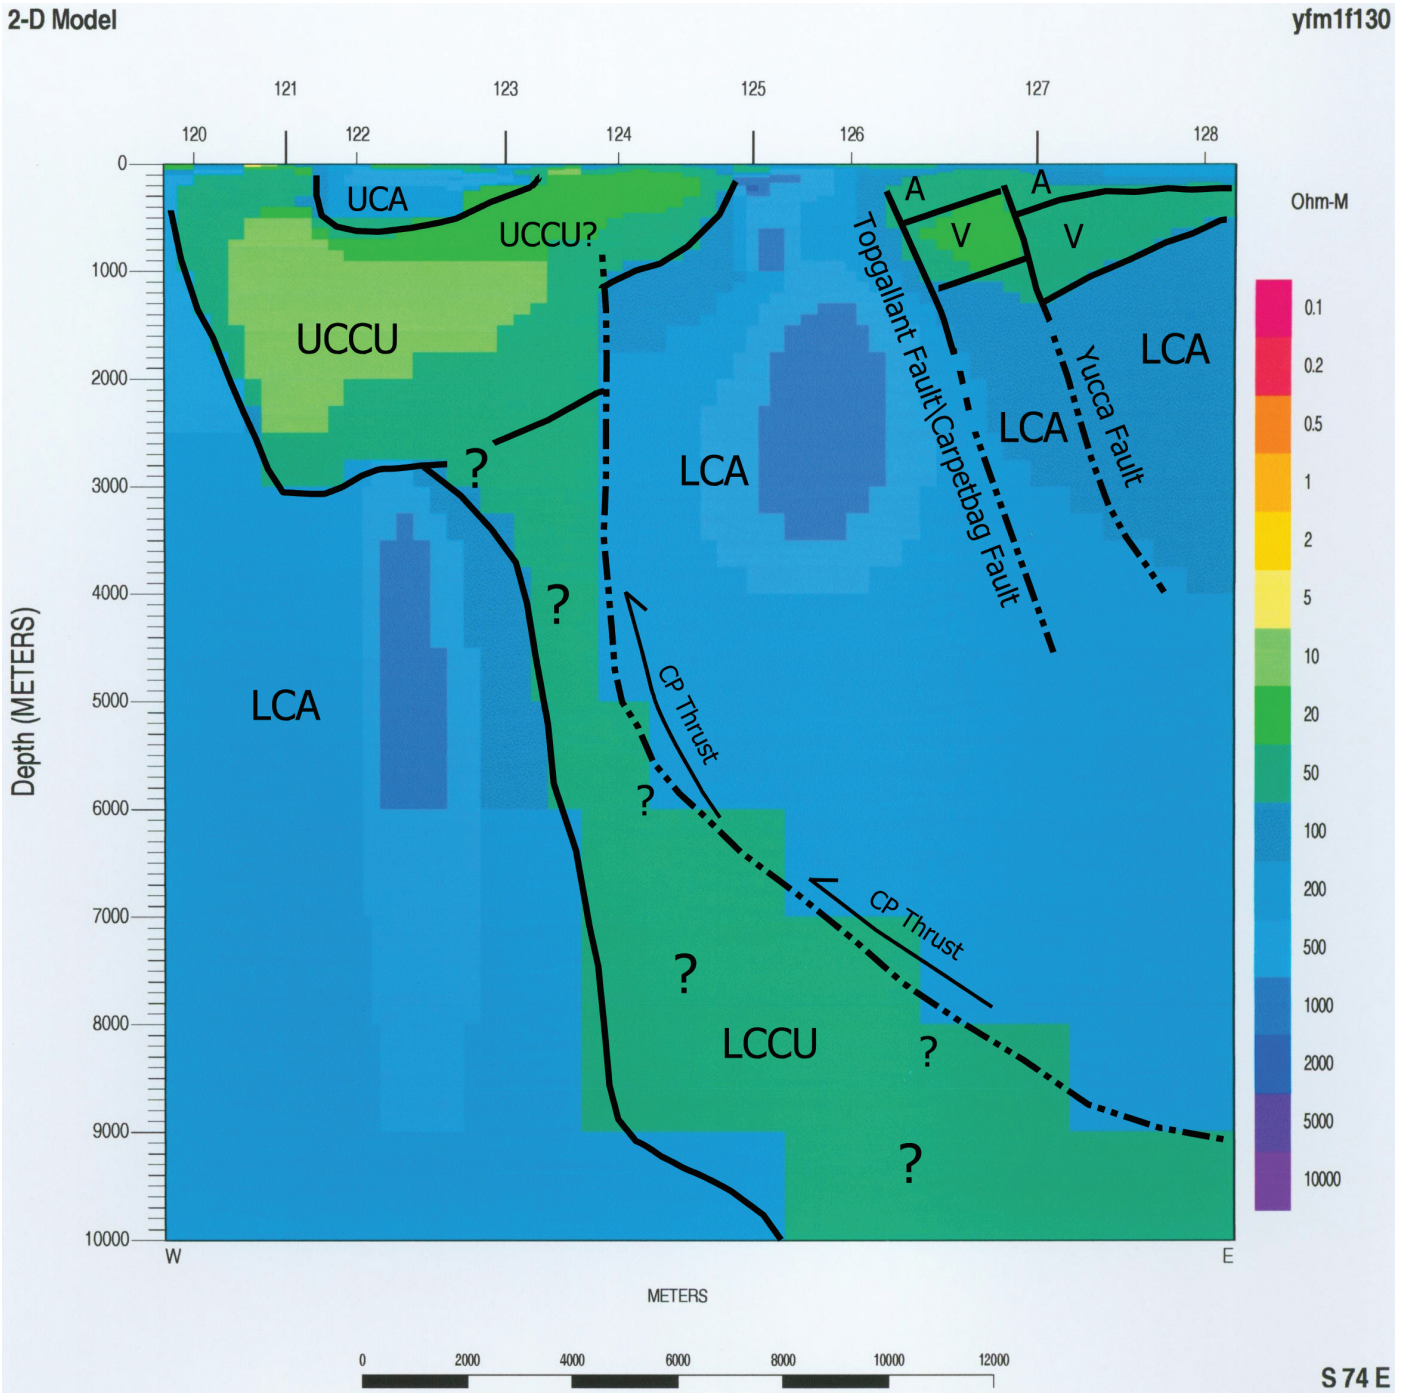 2-D Model
yfm1f130
121
123
125
127
120
122
124
126
128
0
1000
2000
3000
4000
5000
6000
7000
8000
9000
10000
Depth (METERS)
UCA
UCCU?
UCCU
A
A
V
V
Topgallant Fault\Carpetbag Fault
Yucca Fault
LCA
LCA
LCA
LCA
?
?
?
?
?
?
CP Thrust
CP Thrust
LCCU
W
E
METERS
0
2000
4000
6000
8000
10000
12000
S 74 E
Ohm-M
0.1
0.2
0.5
1
2
5
10
20
50
100
200
500
1000
2000
5000
10000